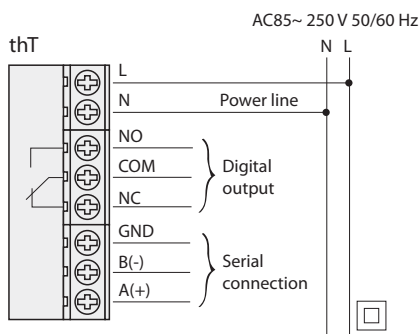 AC85~ 250 V 50/60 Hz
thT
N L
L
N Power line
NO
COM
NC
Digital
output
GND
B(-)
A(+)
Serial
connection